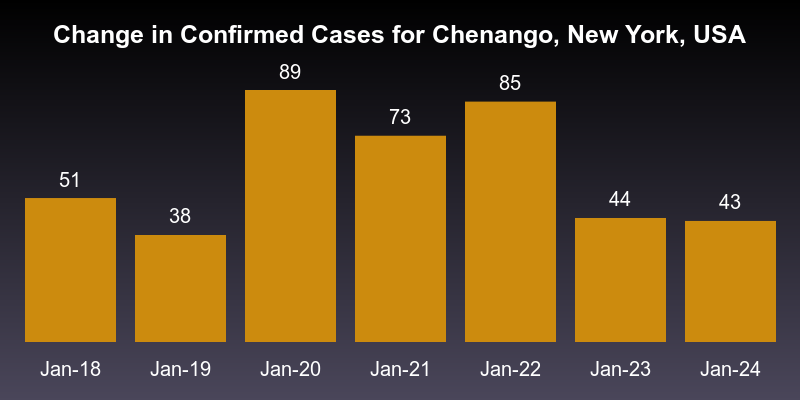 Change in Confirmed Cases for Chenango, New York, USA
51
38
89
73
85
44
43
Jan-18
Jan-19
Jan-20
Jan-21
Jan-22
Jan-23
Jan-24